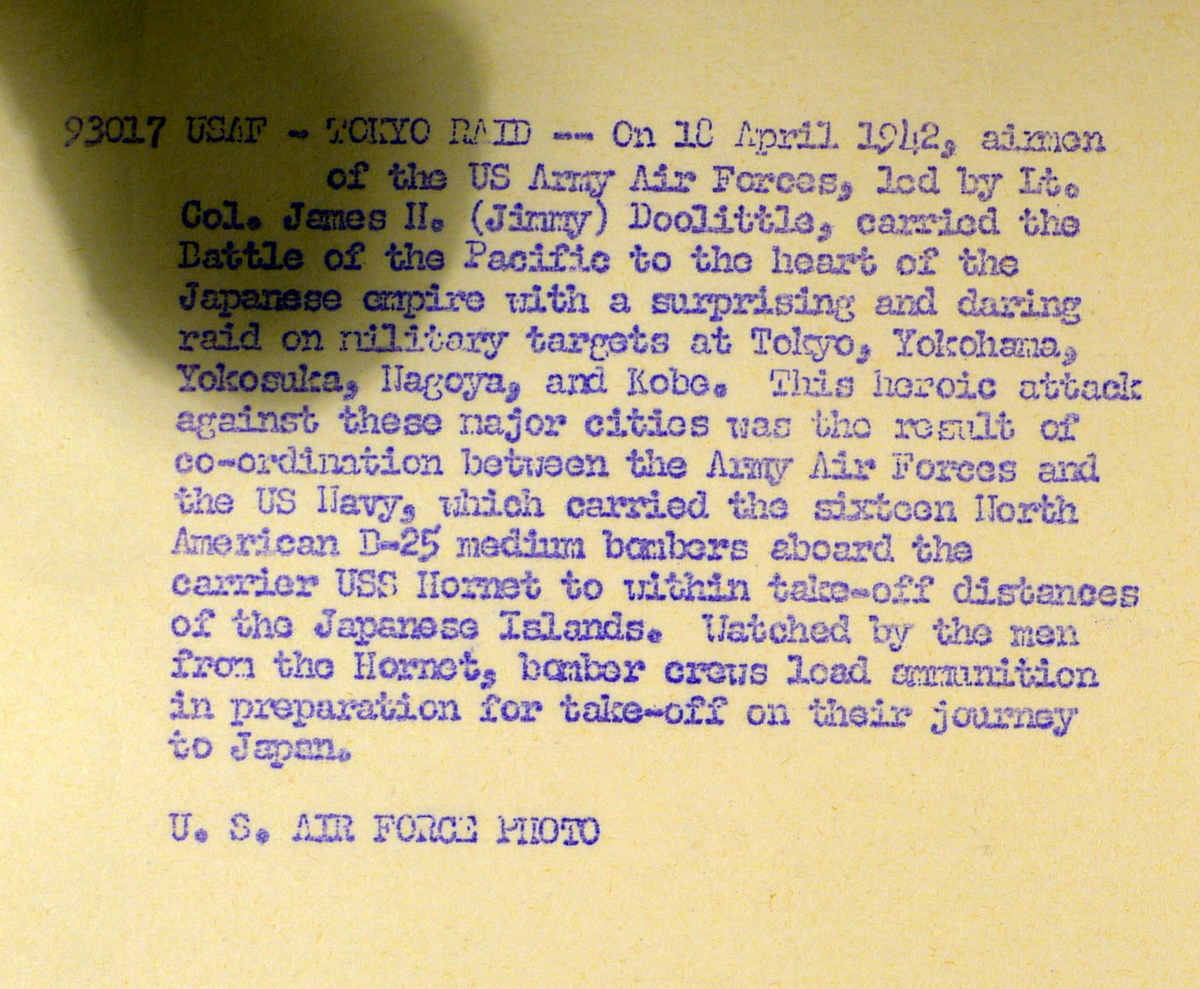 93017 USAF - TOKYO RAID -- On 18 April 1942, airmen
of the US Army Air Forces, led by Lt.
Col. James H. (Jimmy) Doolittle, carried the
Battle of the Pacific to the heart of the
Japanese empire with a surprising and daring
raid on military targets at Tokyo, Yokohama,
Yokosuka, Nagoya, and Kobe.  This heroic attack
against these major cities was the result of
co-ordination between the Army Air Forces and
the US Navy, which carried the sixteen North
American B-25 medium bombers aboard the
carrier USS Hornet to within take-off distances
of the Japanese Islands.  Watched by the men
from the Hornet, bomber crews load ammunition
in preparation for take-off on their journey
to Japan.
U. S. AIR FORCE PHOTO